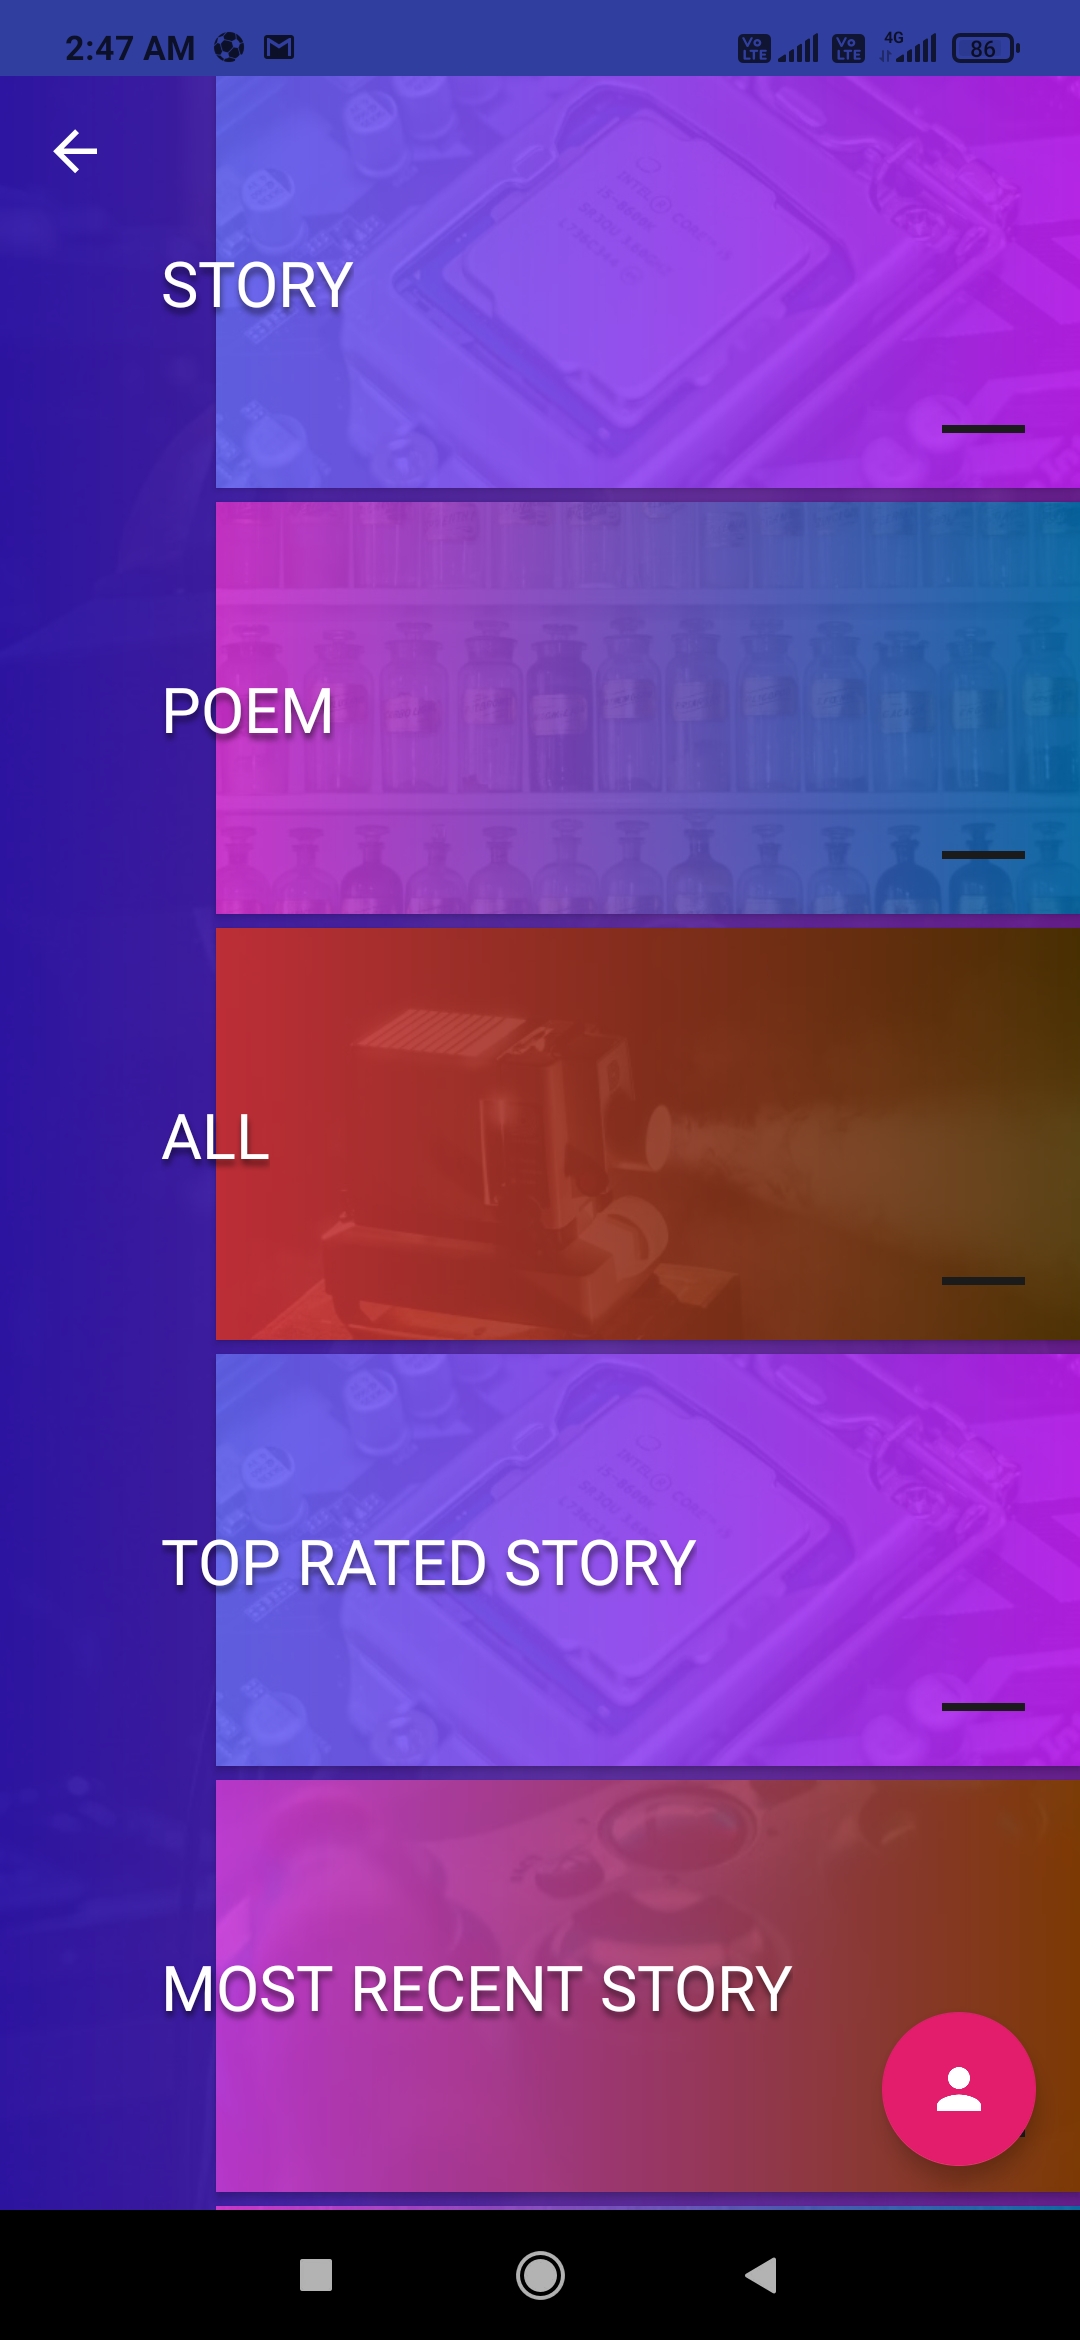 2:47 AM
Vo LTE Vo LTE 4G 86
STORY
POEM
ALL
TOP RATED STORY
MOST RECENT STORY